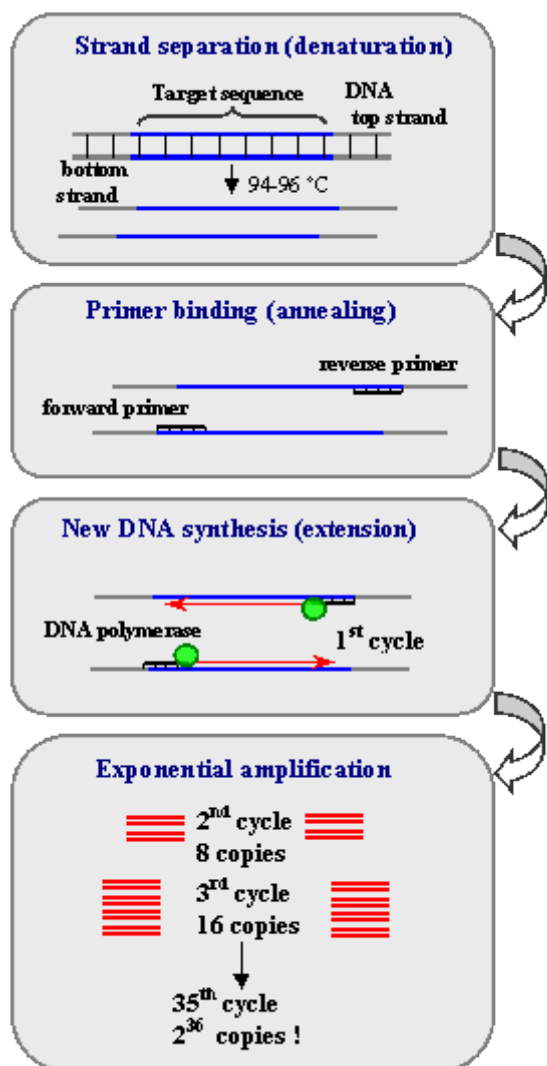 Strand separation (denaturation)
Target sequence
DNA
top strand
bottom
strand
94-96 °C
Primer binding (annealing)
reverse primer
forward primer
New DNA synthesis (extension)
DNA polymerase
1st cycle
Exponential amplification
2nd cycle
8 copies
3rd cycle
16 copies
35th cycle
2^36 copies !